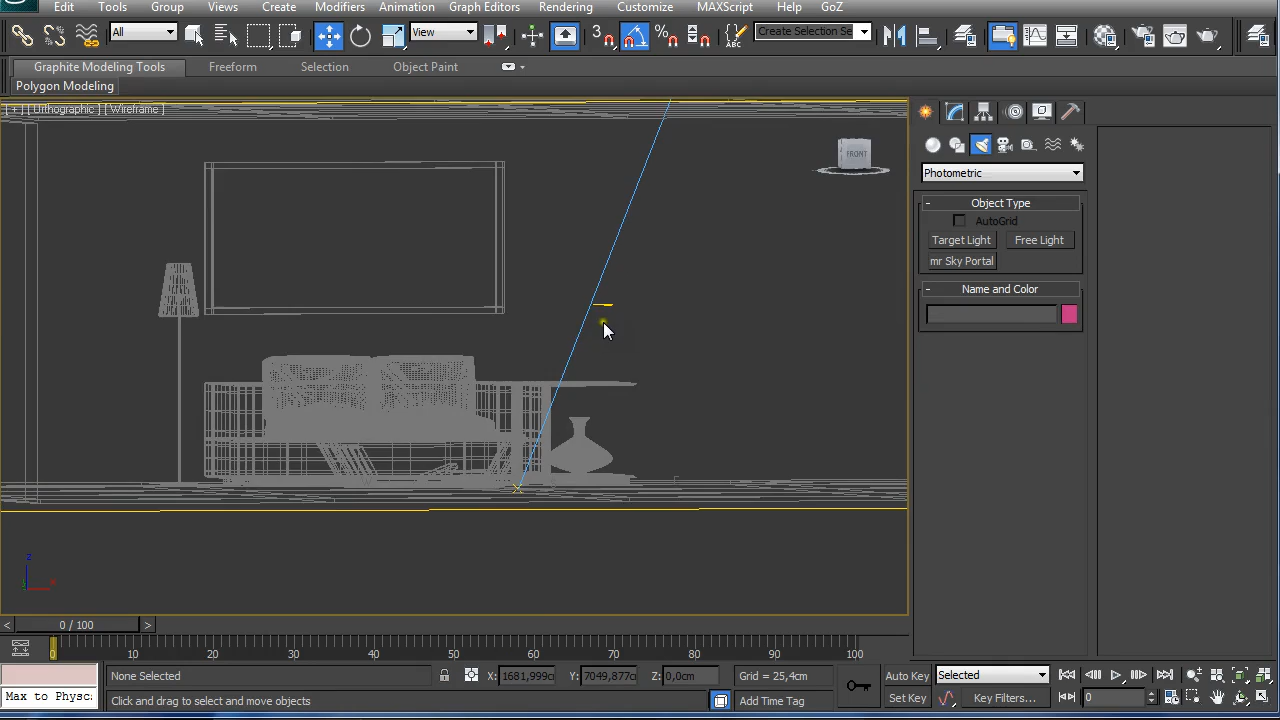 Edit Tools Group Views Create Modifiers Animation Graph Editors Rendering Customize MAXScript Help GoZ
All View 3 Create Selection Se
Graphite Modeling Tools Freeform Selection Object Paint
Polygon Modeling
[ + ] [ Orthographic ] [ Wireframe ]
FRONT
Photometric
- Object Type
AutoGrid
Target Light Free Light
mr Sky Portal
- Name and Color
z
x
< 0 / 100 >
0 10 20 30 40 50 60 70 80 90 100
None Selected X: 1681,999c Y: 7049,877c Z: 0,0cm Grid = 25,4cm Auto Key Selected
Max to Physc: Click and drag to select and move objects Add Time Tag Set Key Key Filters... 0